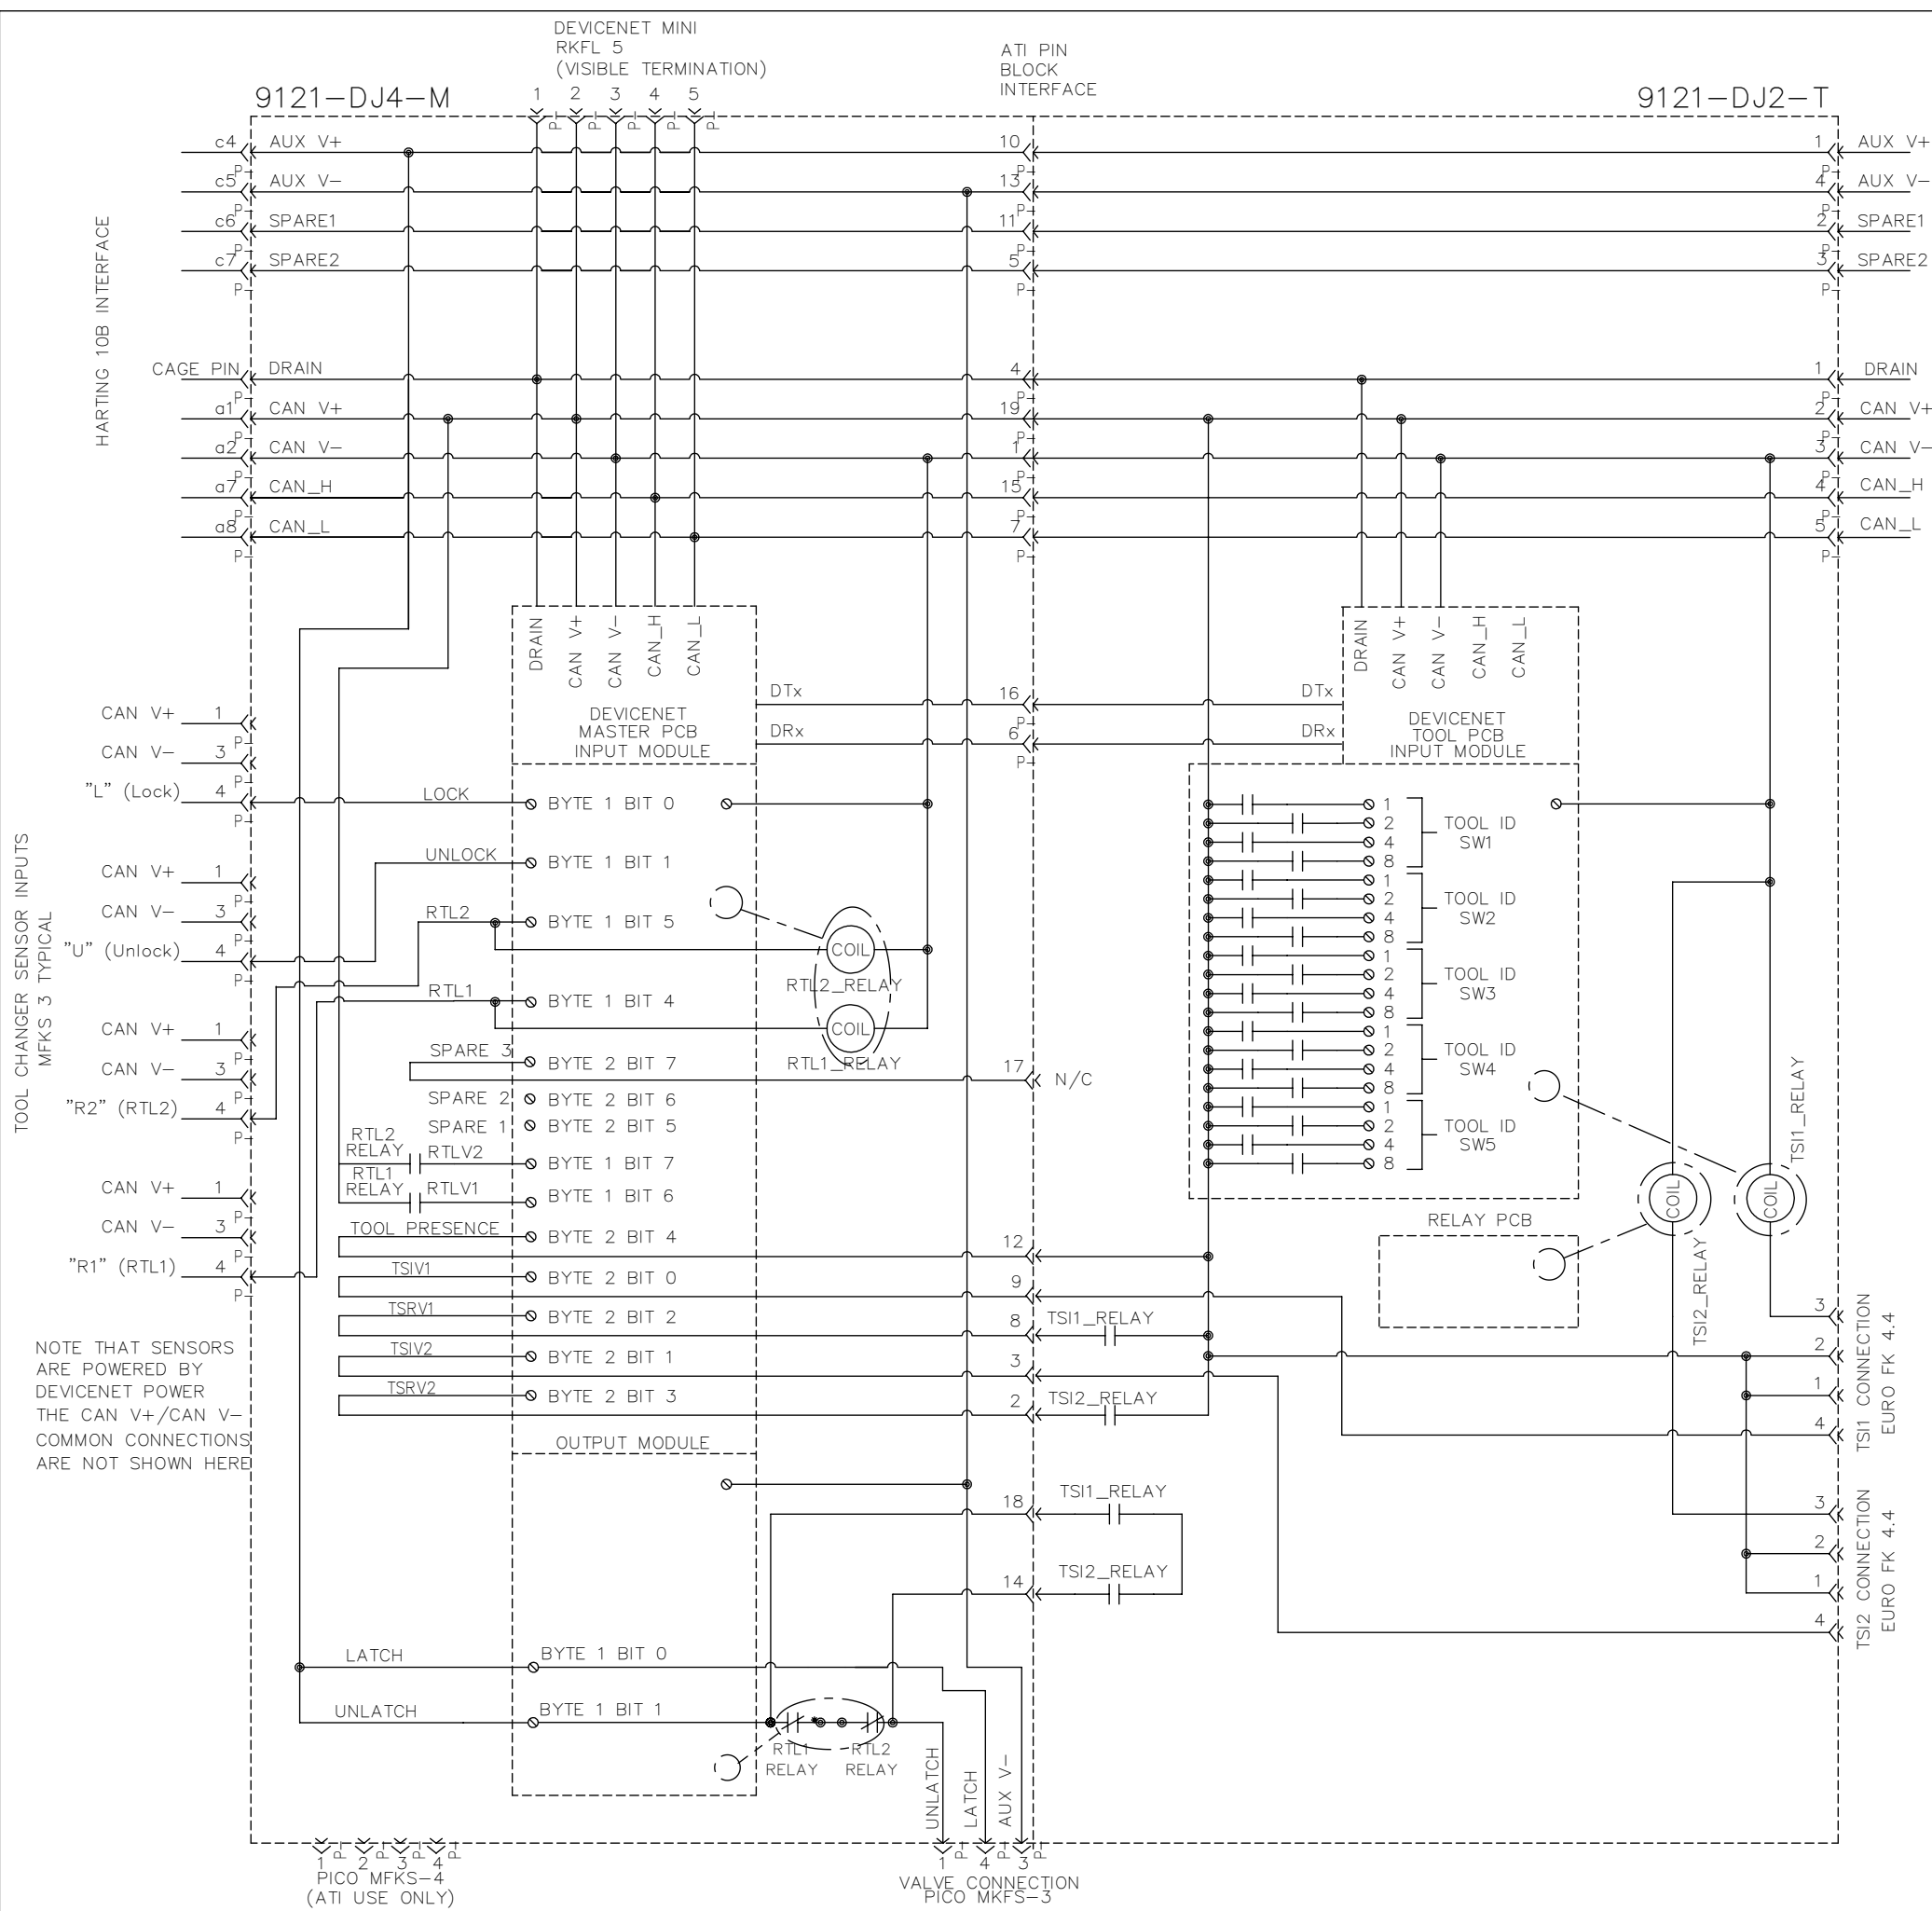 DEVICENET MINI
RKFL 5
(VISIBLE TERMINATION)
ATI PIN
BLOCK
INTERFACE
9121-DJ4-M
9121-DJ2-T
1 2 3 4 5
P- P- P- P- P-
c4 AUX V+ 10 1 AUX V+
P- P- P-
c5 AUX V- 13 4 AUX V-
P- P- P-
c6 SPARE1 11 2 SPARE1
P- P- P-
c7 SPARE2 5 3 SPARE2
P- P- P-
HARTING 10B INTERFACE
CAGE PIN DRAIN 4 1 DRAIN
P- P- P-
a1 CAN V+ 19 2 CAN V+
P- P- P-
a2 CAN V- 1 3 CAN V-
P- P- P-
a7 CAN_H 15 4 CAN_H
P- P- P-
a8 CAN_L 7 5 CAN_L
P- P- P-
DRAIN
CAN V+
CAN V-
CAN_H
CAN_L
DEVICENET
MASTER PCB
INPUT MODULE
DTx 16 DTx
P-
DRx 6 DRx
P-
DRAIN
CAN V+
CAN V-
CAN_H
CAN_L
DEVICENET
TOOL PCB
INPUT MODULE
TOOL CHANGER SENSOR INPUTS
MFKS 3 TYPICAL
CAN V+ 1
P-
CAN V- 3
P-
"L" (Lock) 4
P-
CAN V+ 1
P-
CAN V- 3
P-
"U" (Unlock) 4
P-
CAN V+ 1
P-
CAN V- 3
P-
"R2" (RTL2) 4
P-
CAN V+ 1
P-
CAN V- 3
P-
"R1" (RTL1) 4
P-
LOCK BYTE 1 BIT 0
UNLOCK BYTE 1 BIT 1
RTL2 BYTE 1 BIT 5
COIL
RTL2_RELAY
RTL1 BYTE 1 BIT 4
COIL
RTL1_RELAY
SPARE 3 BYTE 2 BIT 7
17 N/C
SPARE 2 BYTE 2 BIT 6
SPARE 1 BYTE 2 BIT 5
RTL2
RELAY RTLV2 BYTE 1 BIT 7
RTL1
RELAY RTLV1 BYTE 1 BIT 6
TOOL PRESENCE BYTE 2 BIT 4
12
TSIV1 BYTE 2 BIT 0
9
TSRV1 BYTE 2 BIT 2
8 TSI1_RELAY
TSIV2 BYTE 2 BIT 1
3
TSRV2 BYTE 2 BIT 3
2 TSI2_RELAY
OUTPUT MODULE
1
2
4
8
TOOL ID
SW1
1
2
4
8
TOOL ID
SW2
1
2
4
8
TOOL ID
SW3
1
2
4
8
TOOL ID
SW4
1
2
4
8
TOOL ID
SW5
RELAY PCB
COIL
TSI2_RELAY
COIL
TSI1_RELAY
3
2
1
4
TSI1 CONNECTION
EURO FK 4.4
3
2
1
4
TSI2 CONNECTION
EURO FK 4.4
NOTE THAT SENSORS
ARE POWERED BY
DEVICENET POWER
THE CAN V+/CAN V-
COMMON CONNECTIONS
ARE NOT SHOWN HERE
18 TSI1_RELAY
14 TSI2_RELAY
LATCH BYTE 1 BIT 0
UNLATCH BYTE 1 BIT 1
RTL1
RELAY
RTL2
RELAY
UNLATCH
LATCH
AUX V-
1 2 3 4
P- P- P- P-
PICO MFKS-4
(ATI USE ONLY)
1 4 3
P- P- P-
VALVE CONNECTION
PICO MKFS-3